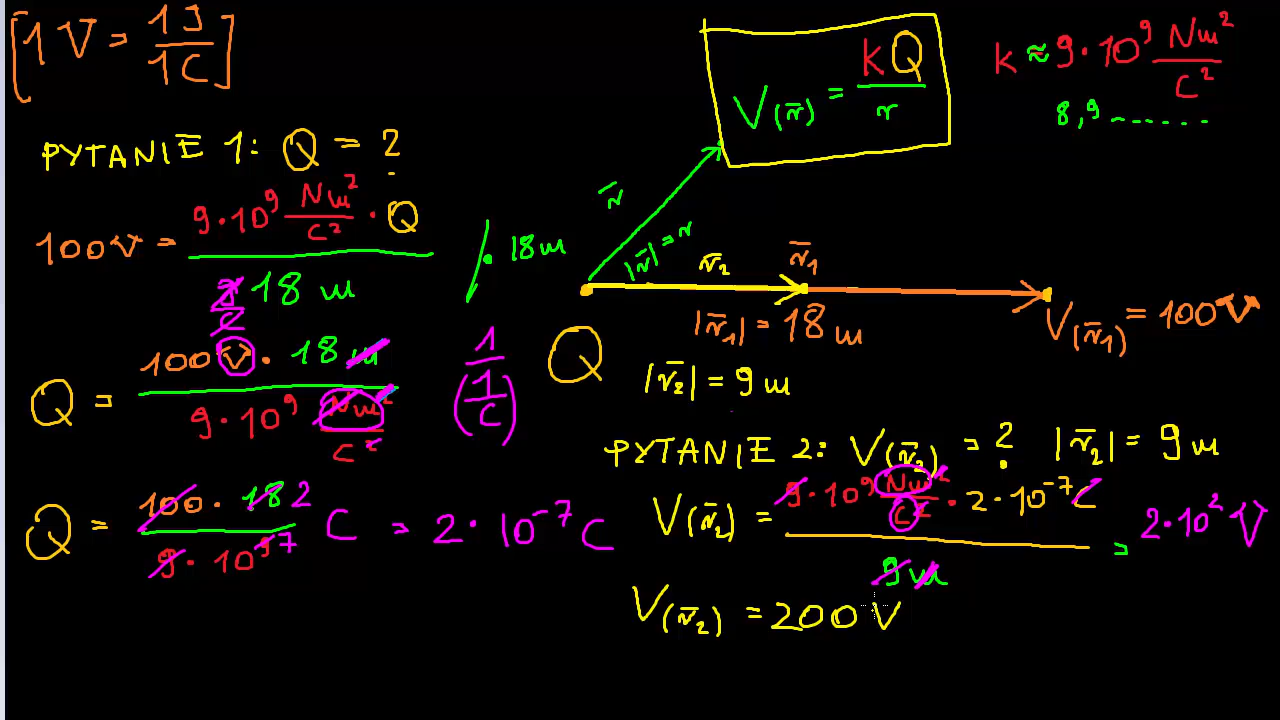 [1V = 1J/1C]
V(r̄) = kQ/r
k ≈ 9·10⁹ Nm²/C²
8,9 – – . . . . .
PYTANIE 1: Q = ?
100V = 9·10⁹ Nm²/C² · Q / 18 m
/ · 18 m
r̄
|r̄| = r
r̄₂
r̄₁
|r̄₁| = 18 m
V(r̄₁) = 100V
Q
|r̄₂| = 9 m
Q = 100 V · 18 m / 9·10⁹ Nm²/C²
1/(1/C)
J/C
Q = 100 · 18 2 / 9 · 10⁹ 7 C = 2·10⁻⁷ C
PYTANIE 2: V(r̄₂) = ? |r̄₂| = 9 m
V(r̄₂) = 9·10⁹ Nm²/C² · 2·10⁻⁷ C / 9 m = 2·10² V
V(r̄₂) = 200 V